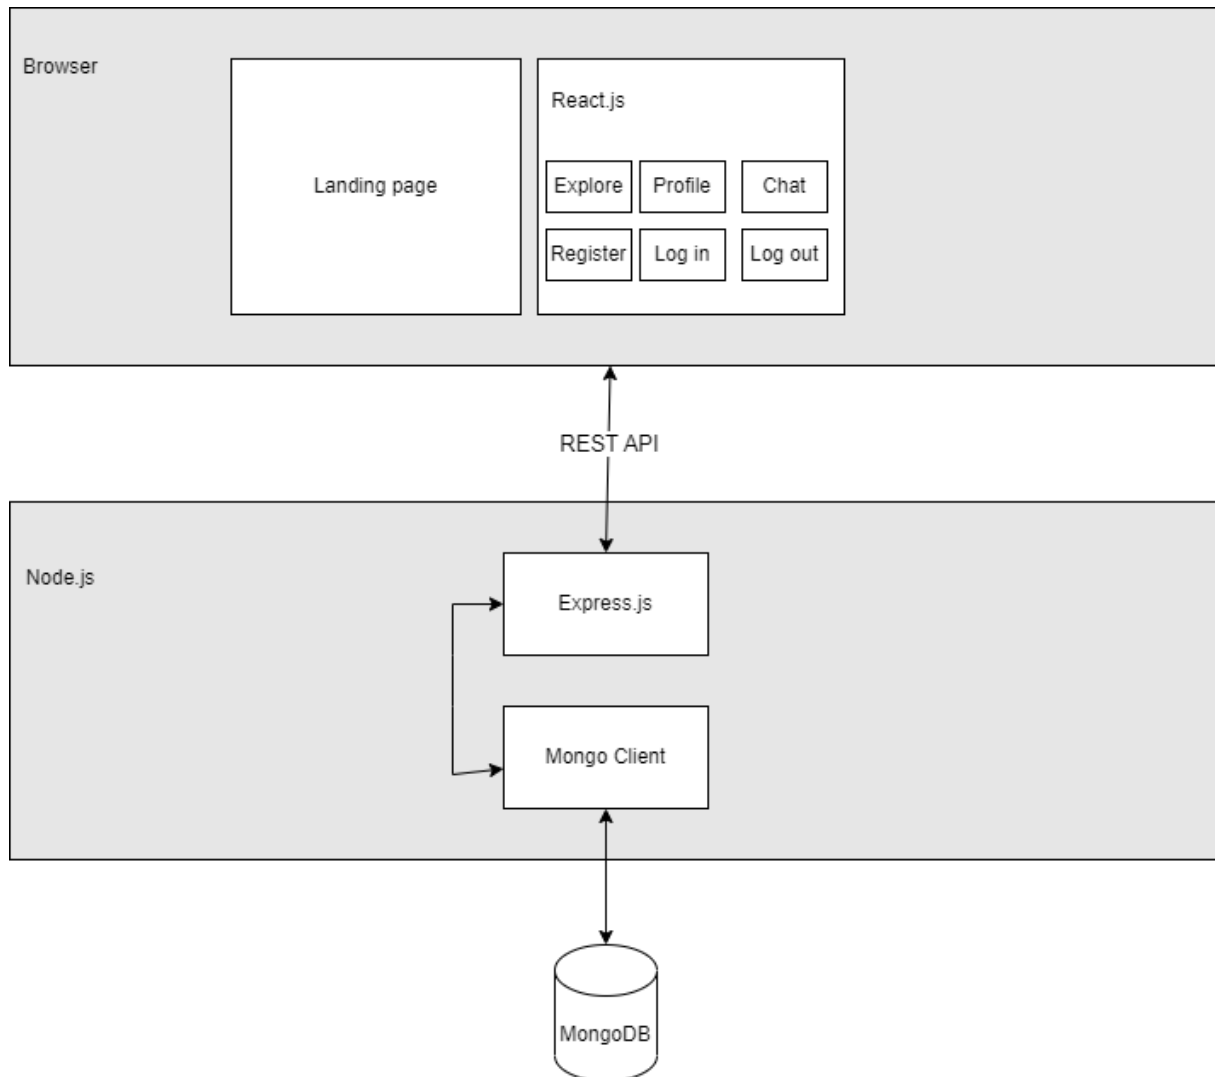 Browser
React.js
Landing page
Explore
Profile
Chat
Register
Log in
Log out
REST API
Node.js
Express.js
Mongo Client
MongoDB